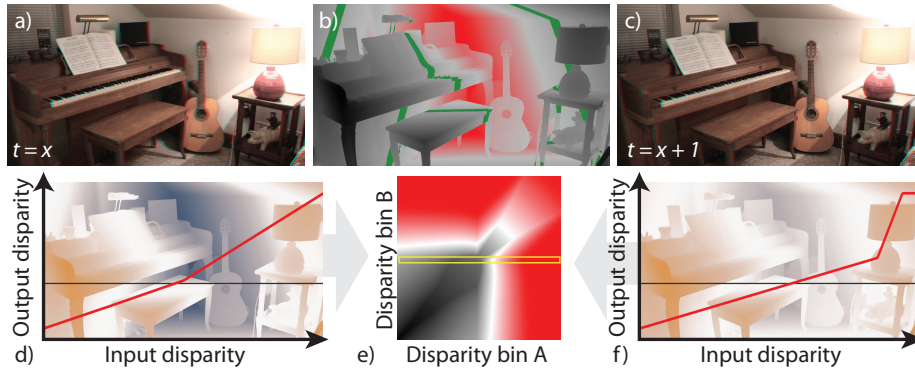 a)
b)
c)
t = x
t = x + 1
Output disparity
Disparity bin B
Output disparity
d)
Input disparity
e)
Disparity bin A
f)
Input disparity